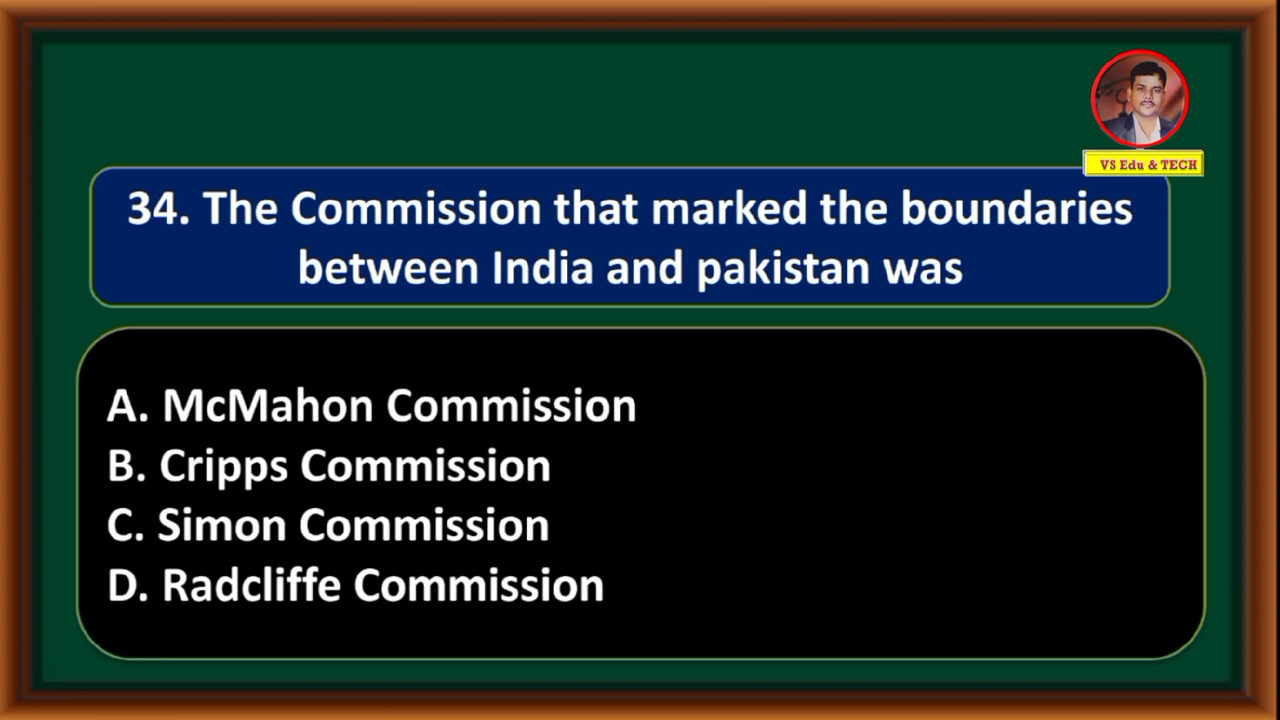 VS Edu & TECH
34. The Commission that marked the boundaries
between India and pakistan was
A. McMahon Commission
B. Cripps Commission
C. Simon Commission
D. Radcliffe Commission